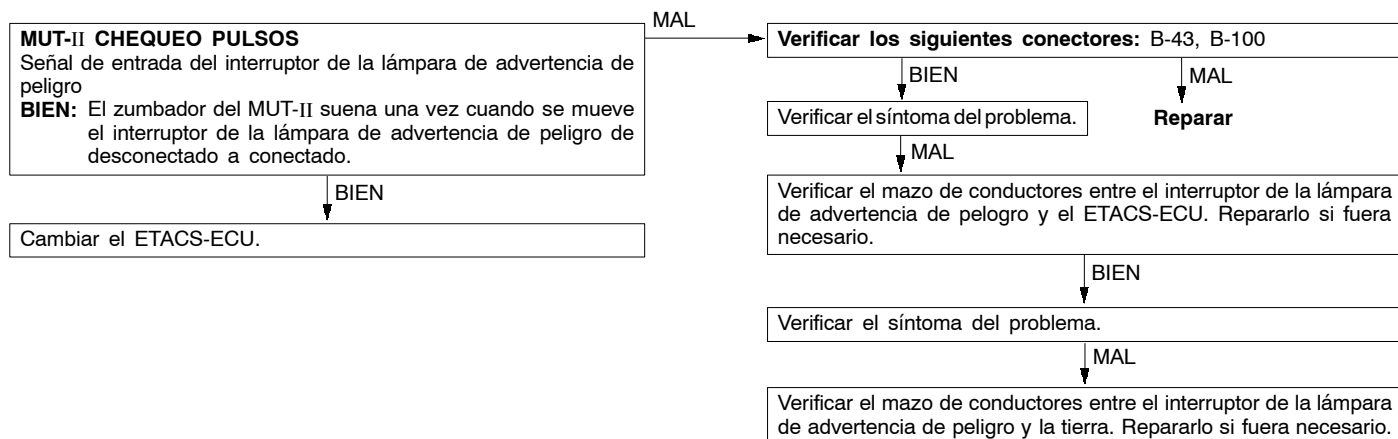 MUT-II CHEQUEO PULSOS
Señal de entrada del interruptor de la lámpara de advertencia de
peligro
BIEN: El zumbador del MUT-II suena una vez cuando se mueve
el interruptor de la lámpara de advertencia de peligro de
desconectado a conectado.
BIEN
Cambiar el ETACS-ECU.
MAL
Verificar los siguientes conectores: B-43, B-100
BIEN
MAL
Verificar el síntoma del problema.
Reparar
MAL
Verificar el mazo de conductores entre el interruptor de la lámpara
de advertencia de pelogro y el ETACS-ECU. Repararlo si fuera
necesario.
BIEN
Verificar el síntoma del problema.
MAL
Verificar el mazo de conductores entre el interruptor de la lámpara
de advertencia de peligro y la tierra. Repararlo si fuera necesario.